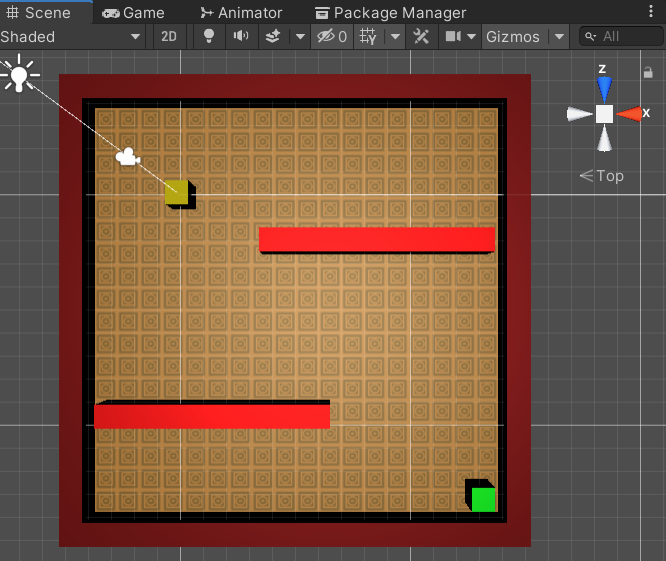 Scene Game Animator Package Manager
Shaded 2D 0 Gizmos All
z
x
Top